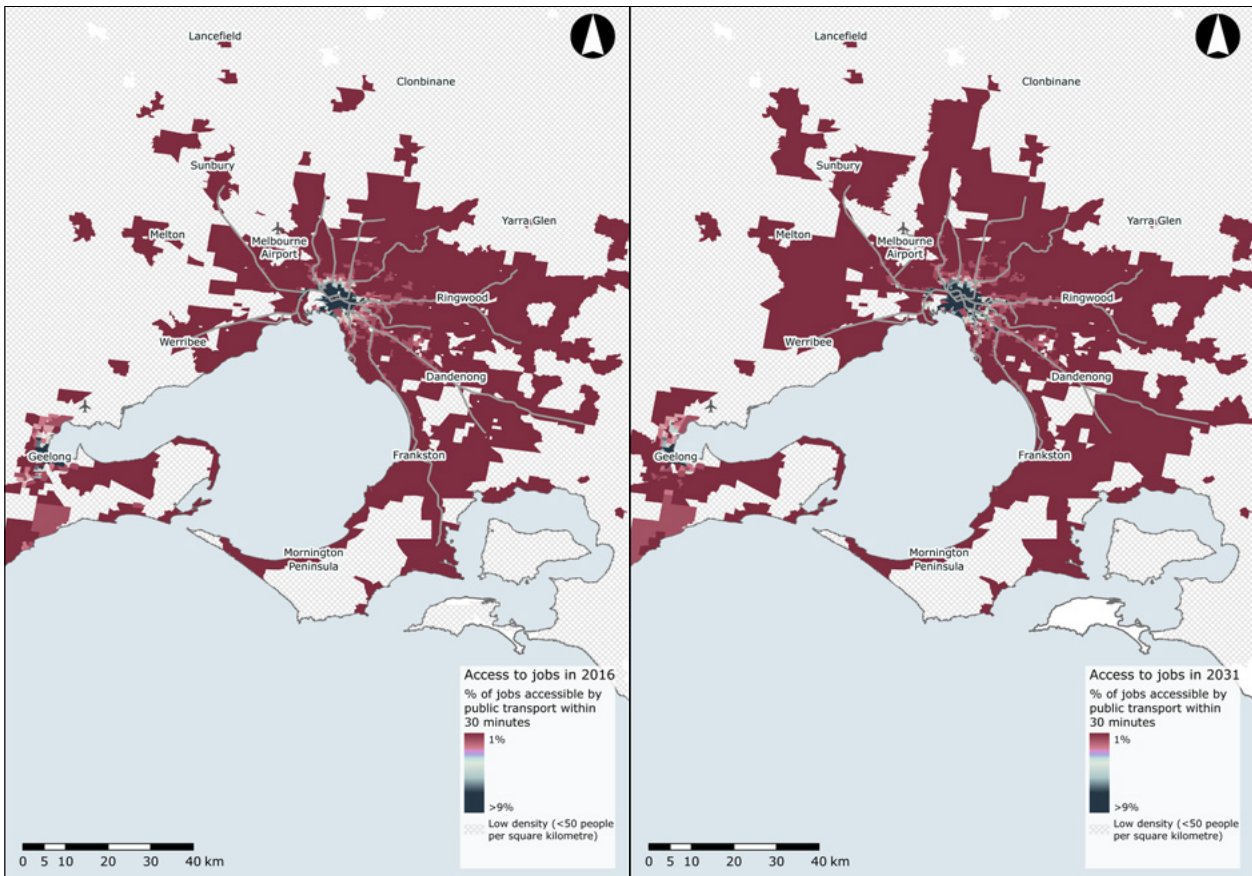 Lancefield
Clonbinane
Sunbury
Yarra Glen
Melton
Melbourne
Airport
Ringwood
Werribee
Dandenong
Geelong
Frankston
Mornington
Peninsula
Access to jobs in 2016
% of jobs accessible by
public transport within
30 minutes
1%
>9%
Low density (<50 people
per square kilometre)
0 5 10 20 30 40 km
Lancefield
Clonbinane
Sunbury
Yarra Glen
Melton
Melbourne
Airport
Ringwood
Werribee
Dandenong
Geelong
Frankston
Mornington
Peninsula
Access to jobs in 2031
% of jobs accessible by
public transport within
30 minutes
1%
>9%
Low density (<50 people
per square kilometre)
0 5 10 20 30 40 km